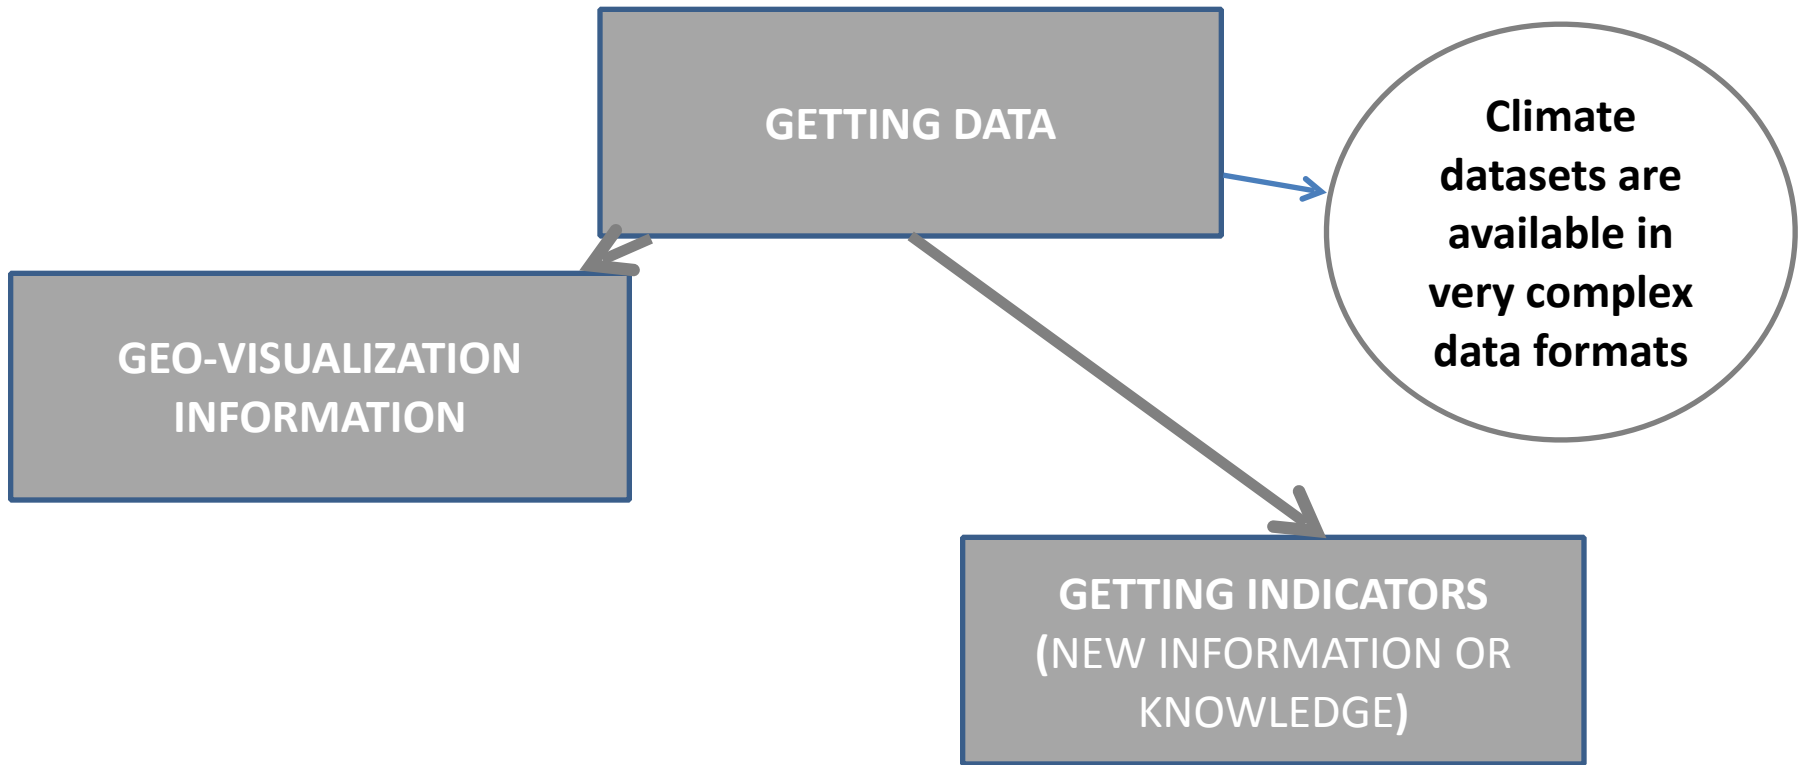 GETTING DATA
Climate
datasets are
available in
very complex
data formats
GEO-VISUALIZATION
INFORMATION
GETTING INDICATORS
(NEW INFORMATION OR
KNOWLEDGE)